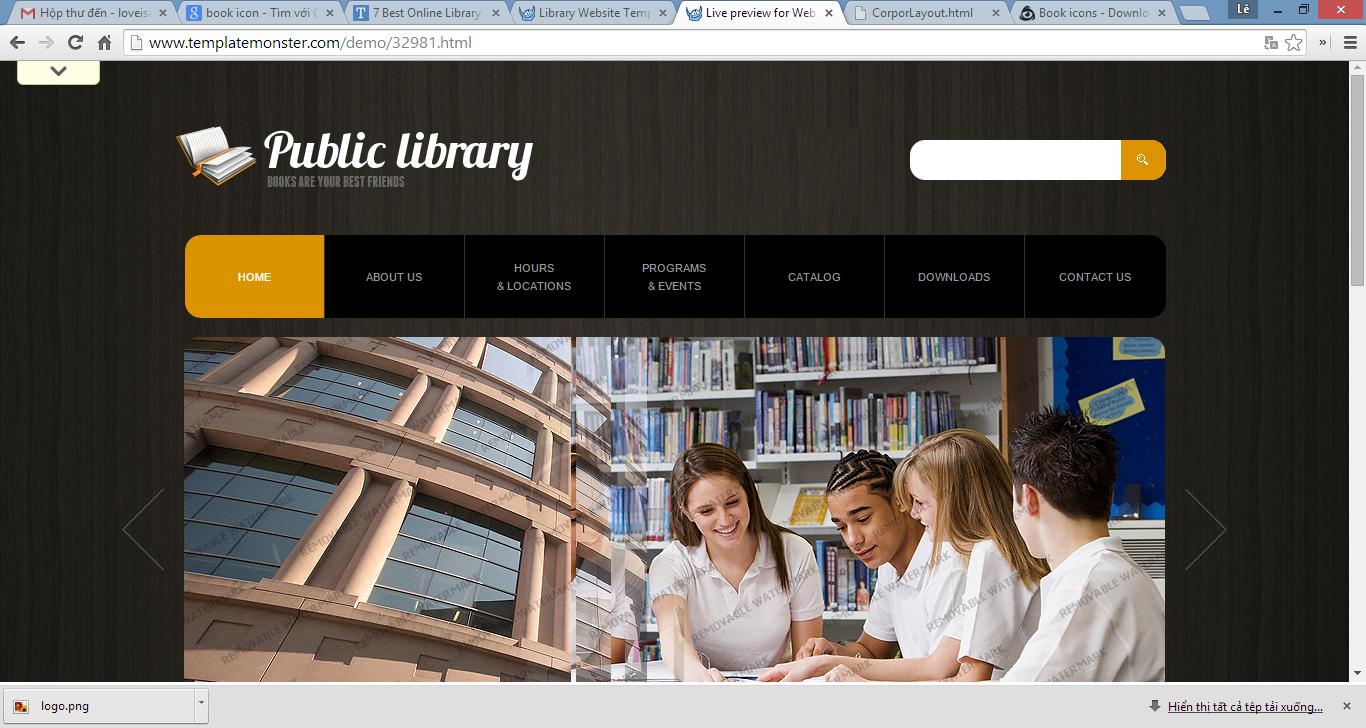 Hộp thư đến - loveis
book icon - Tìm với
7 Best Online Library
Library Website Temp
Live preview for Web
CorporLayout.html
Book icons - Downlo
Lê
www.templatemonster.com/demo/32981.html
Public library
BOOKS ARE YOUR BEST FRIENDS
HOME
ABOUT US
HOURS
& LOCATIONS
PROGRAMS
& EVENTS
CATALOG
DOWNLOADS
CONTACT US
REMOVABLE WATERMARK
logo.png
Hiển thị tất cả tệp tải xuống...